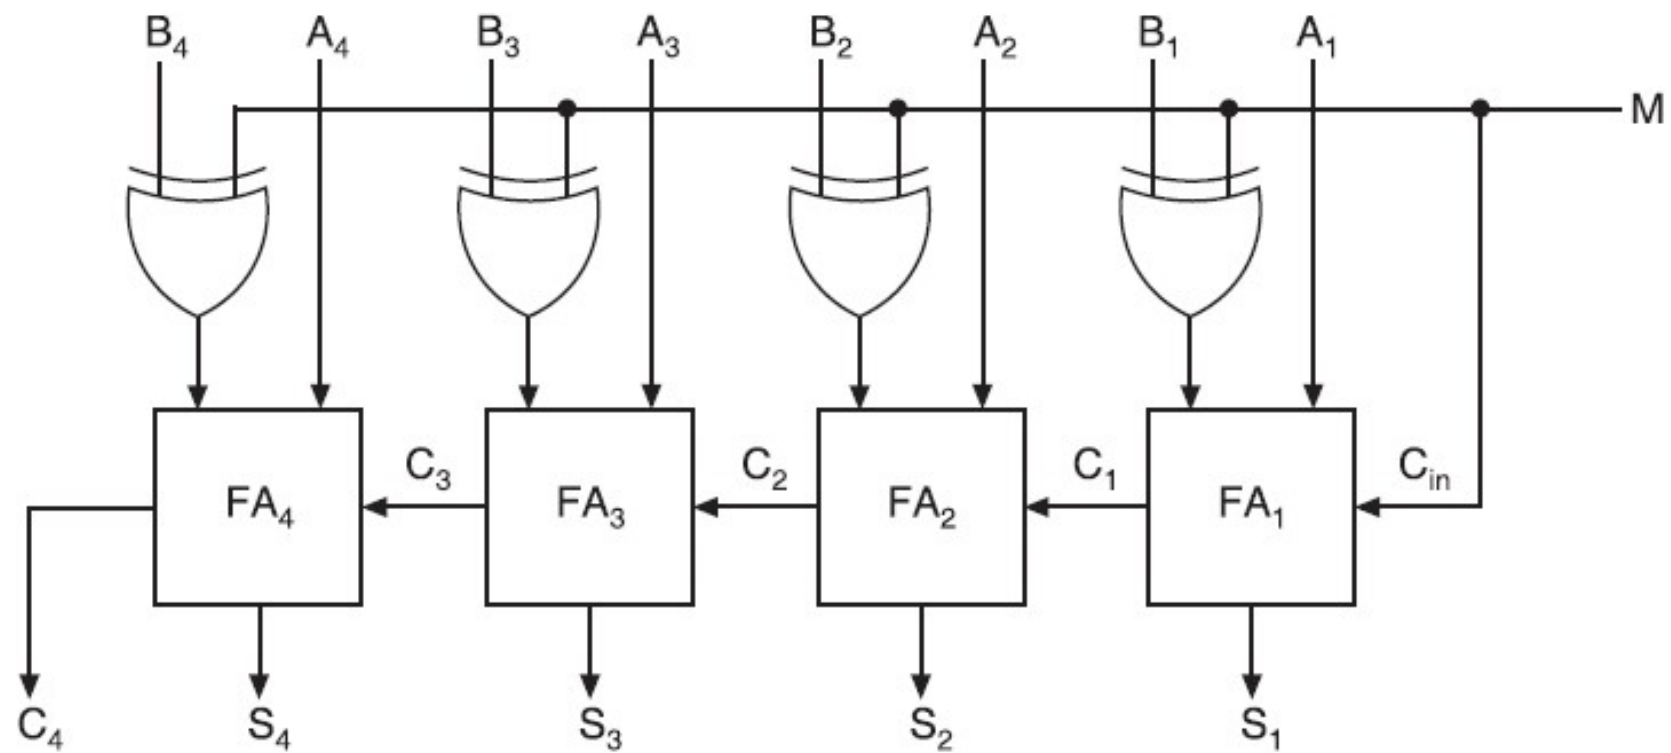 B₄ A₄ B₃ A₃ B₂ A₂ B₁ A₁
M
C₃ C₂ C₁ C_in
FA₄ FA₃ FA₂ FA₁
C₄ S₄ S₃ S₂ S₁